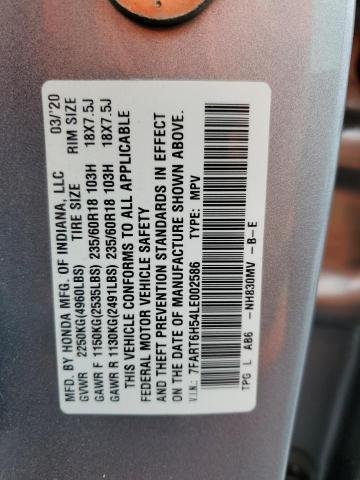 MFD. BY HONDA MFG. OF INDIANA, LLC 03/'20
GVWR 2250KG(4960LBS) TIRE SIZE RIM SIZE
GAWR F 1150KG(2535LBS) 235/60R18 103H 18X7.5J
GAWR R 1130KG(2491LBS) 235/60R18 103H 18X7.5J
THIS VEHICLE CONFORMS TO ALL APPLICABLE
FEDERAL MOTOR VEHICLE SAFETY
AND THEFT PREVENTION STANDARDS IN EFFECT
ON THE DATE OF MANUFACTURE SHOWN ABOVE.
V.I.N.: 7FART6H54LE002586 TYPE: MPV
TPG L AB6 -NH830MV -B-E